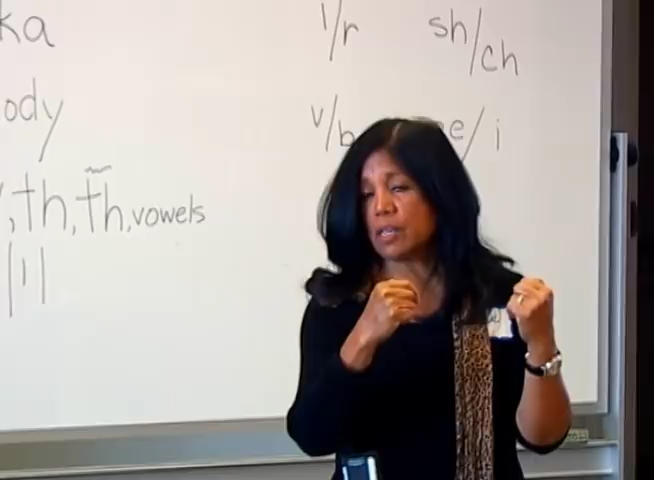 ka
l/r sh/ch
ody
v/b e/i
th, th, vowels